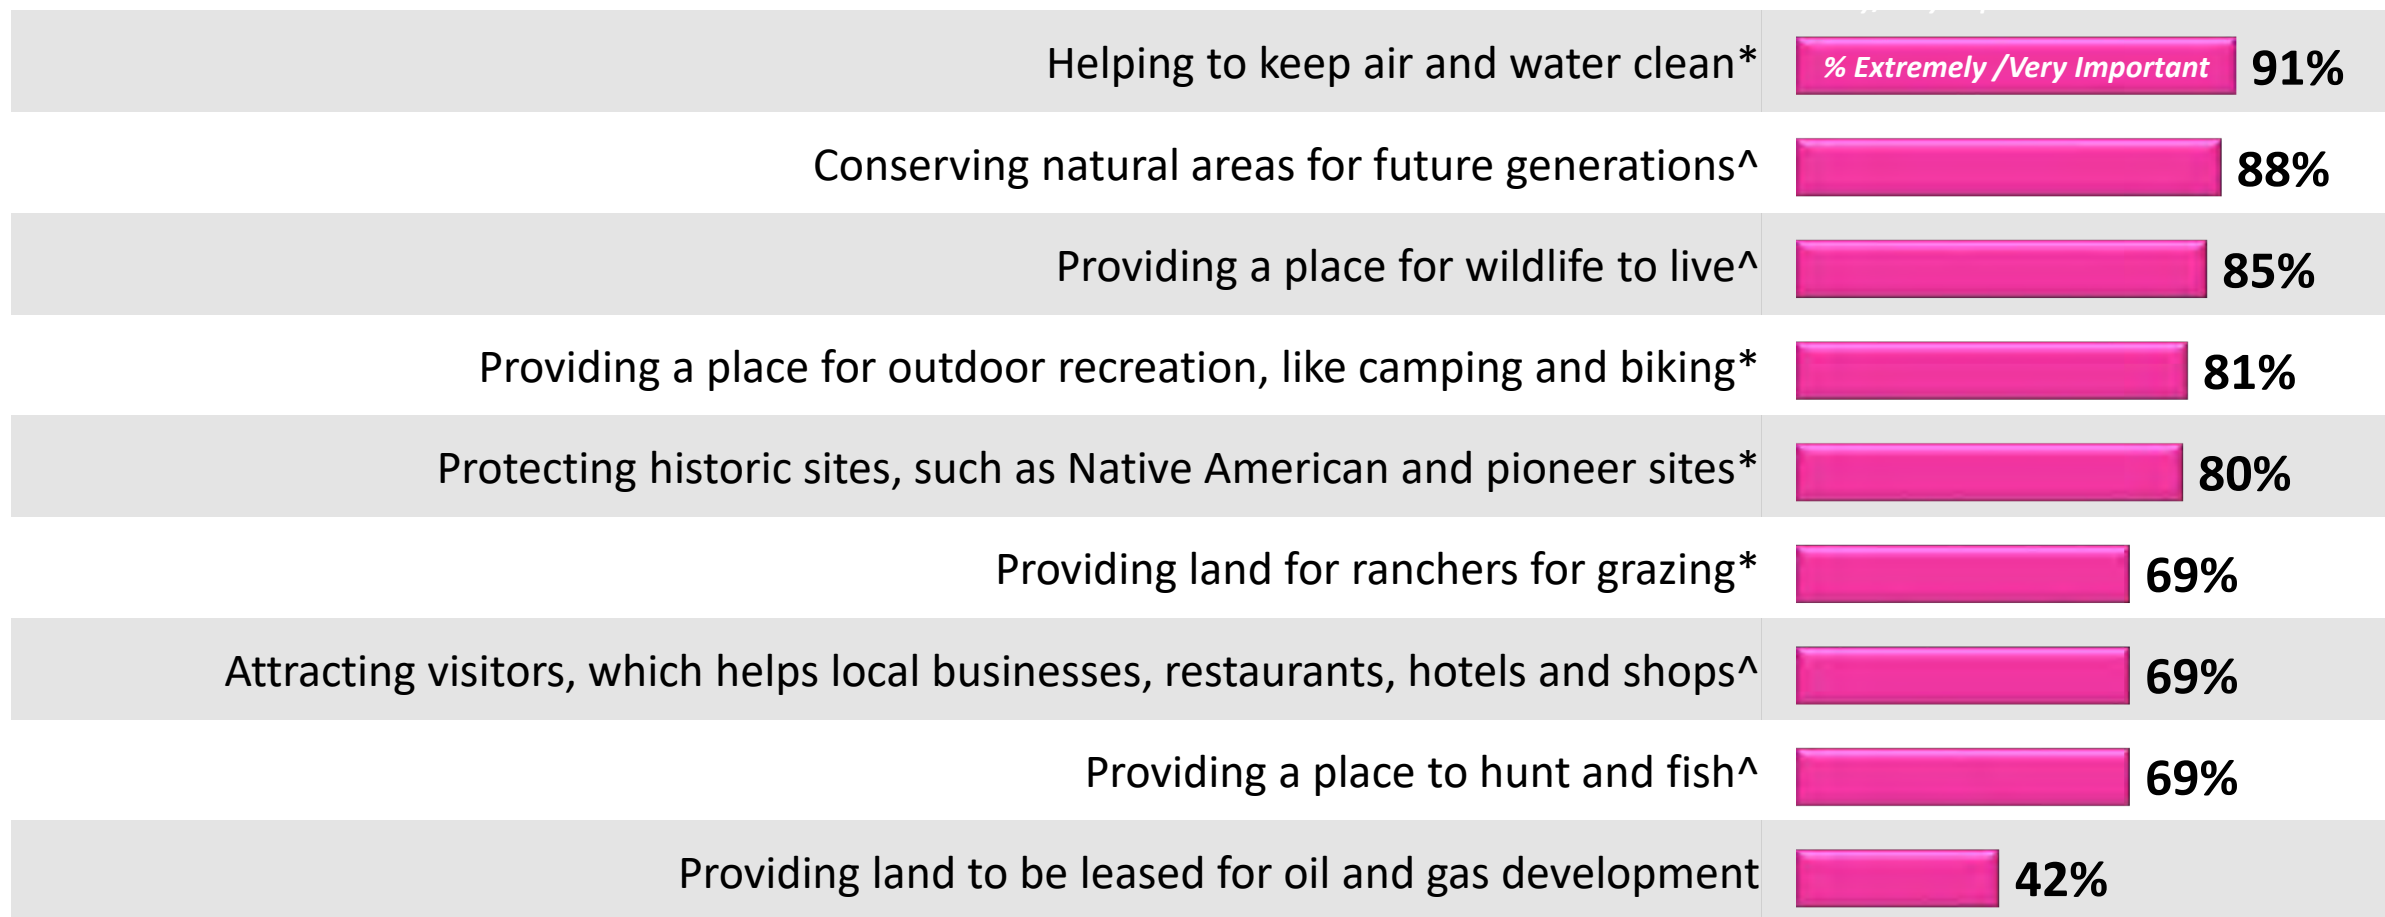 Helping to keep air and water clean* % Extremely /Very Important 91%
Conserving natural areas for future generations^ 88%
Providing a place for wildlife to live^ 85%
Providing a place for outdoor recreation, like camping and biking* 81%
Protecting historic sites, such as Native American and pioneer sites* 80%
Providing land for ranchers for grazing* 69%
Attracting visitors, which helps local businesses, restaurants, hotels and shops^ 69%
Providing a place to hunt and fish^ 69%
Providing land to be leased for oil and gas development 42%